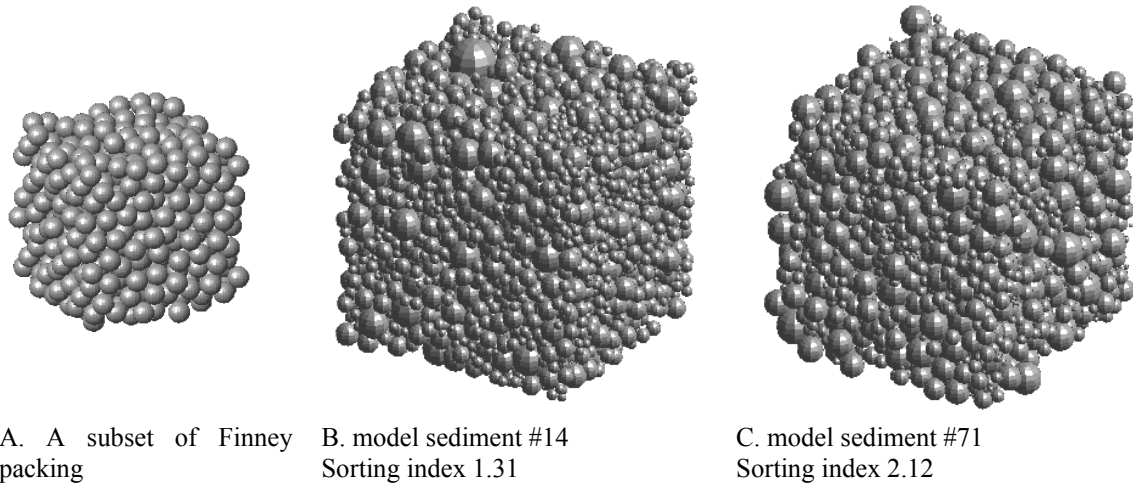 A. A subset of Finney
packing
B. model sediment #14
Sorting index 1.31
C. model sediment #71
Sorting index 2.12